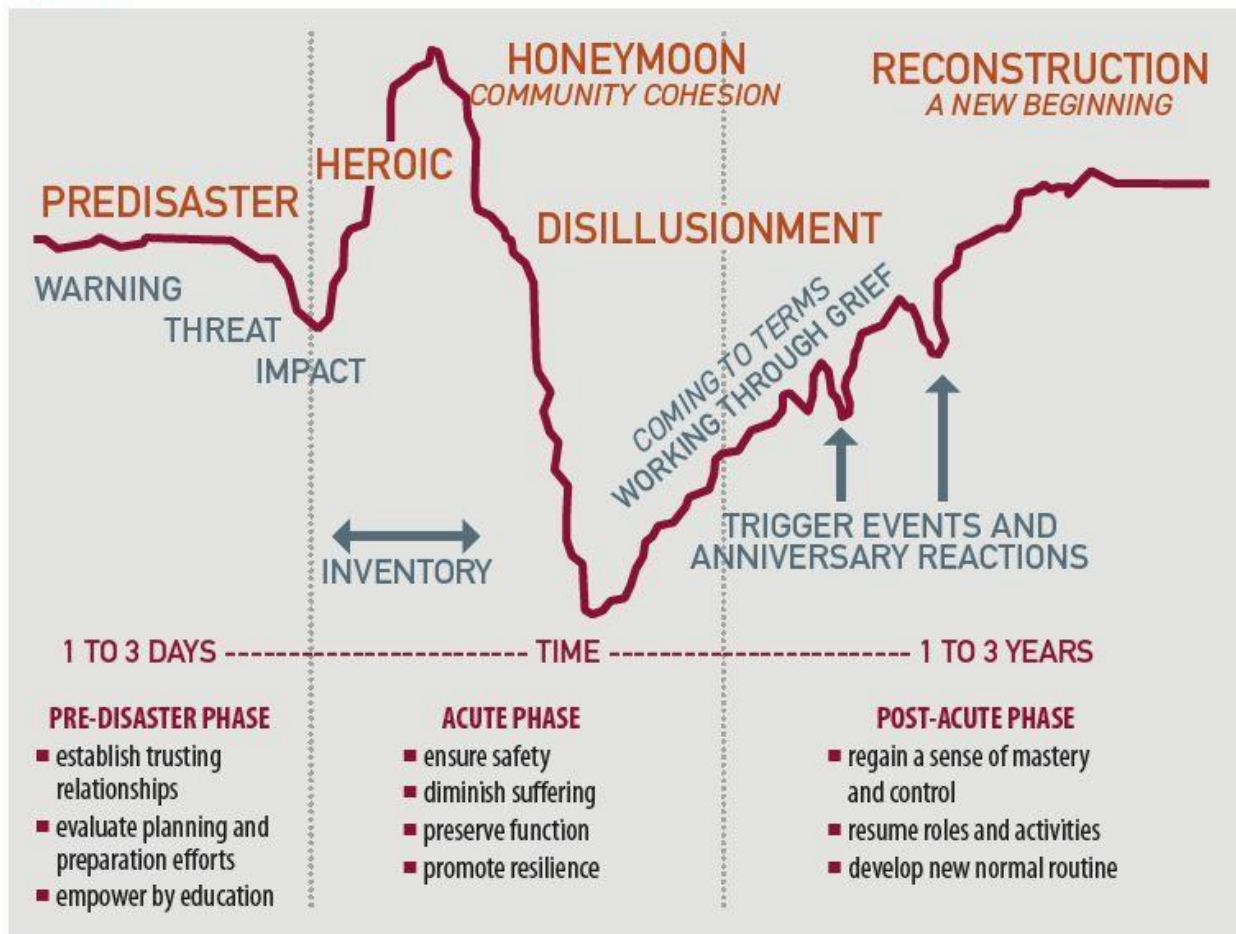 HONEYMOON
COMMUNITY COHESION
RECONSTRUCTION
A NEW BEGINNING
HEROIC
PREDISASTER
DISILLUSIONMENT
WARNING
THREAT
IMPACT
COMING TO TERMS
WORKING THROUGH GRIEF
INVENTORY
TRIGGER EVENTS AND
ANNIVERSARY REACTIONS
1 TO 3 DAYS ---------------------- TIME ---------------------- 1 TO 3 YEARS
PRE-DISASTER PHASE
■ establish trusting
relationships
■ evaluate planning and
preparation efforts
■ empower by education
ACUTE PHASE
■ ensure safety
■ diminish suffering
■ preserve function
■ promote resilience
POST-ACUTE PHASE
■ regain a sense of mastery
and control
■ resume roles and activities
■ develop new normal routine